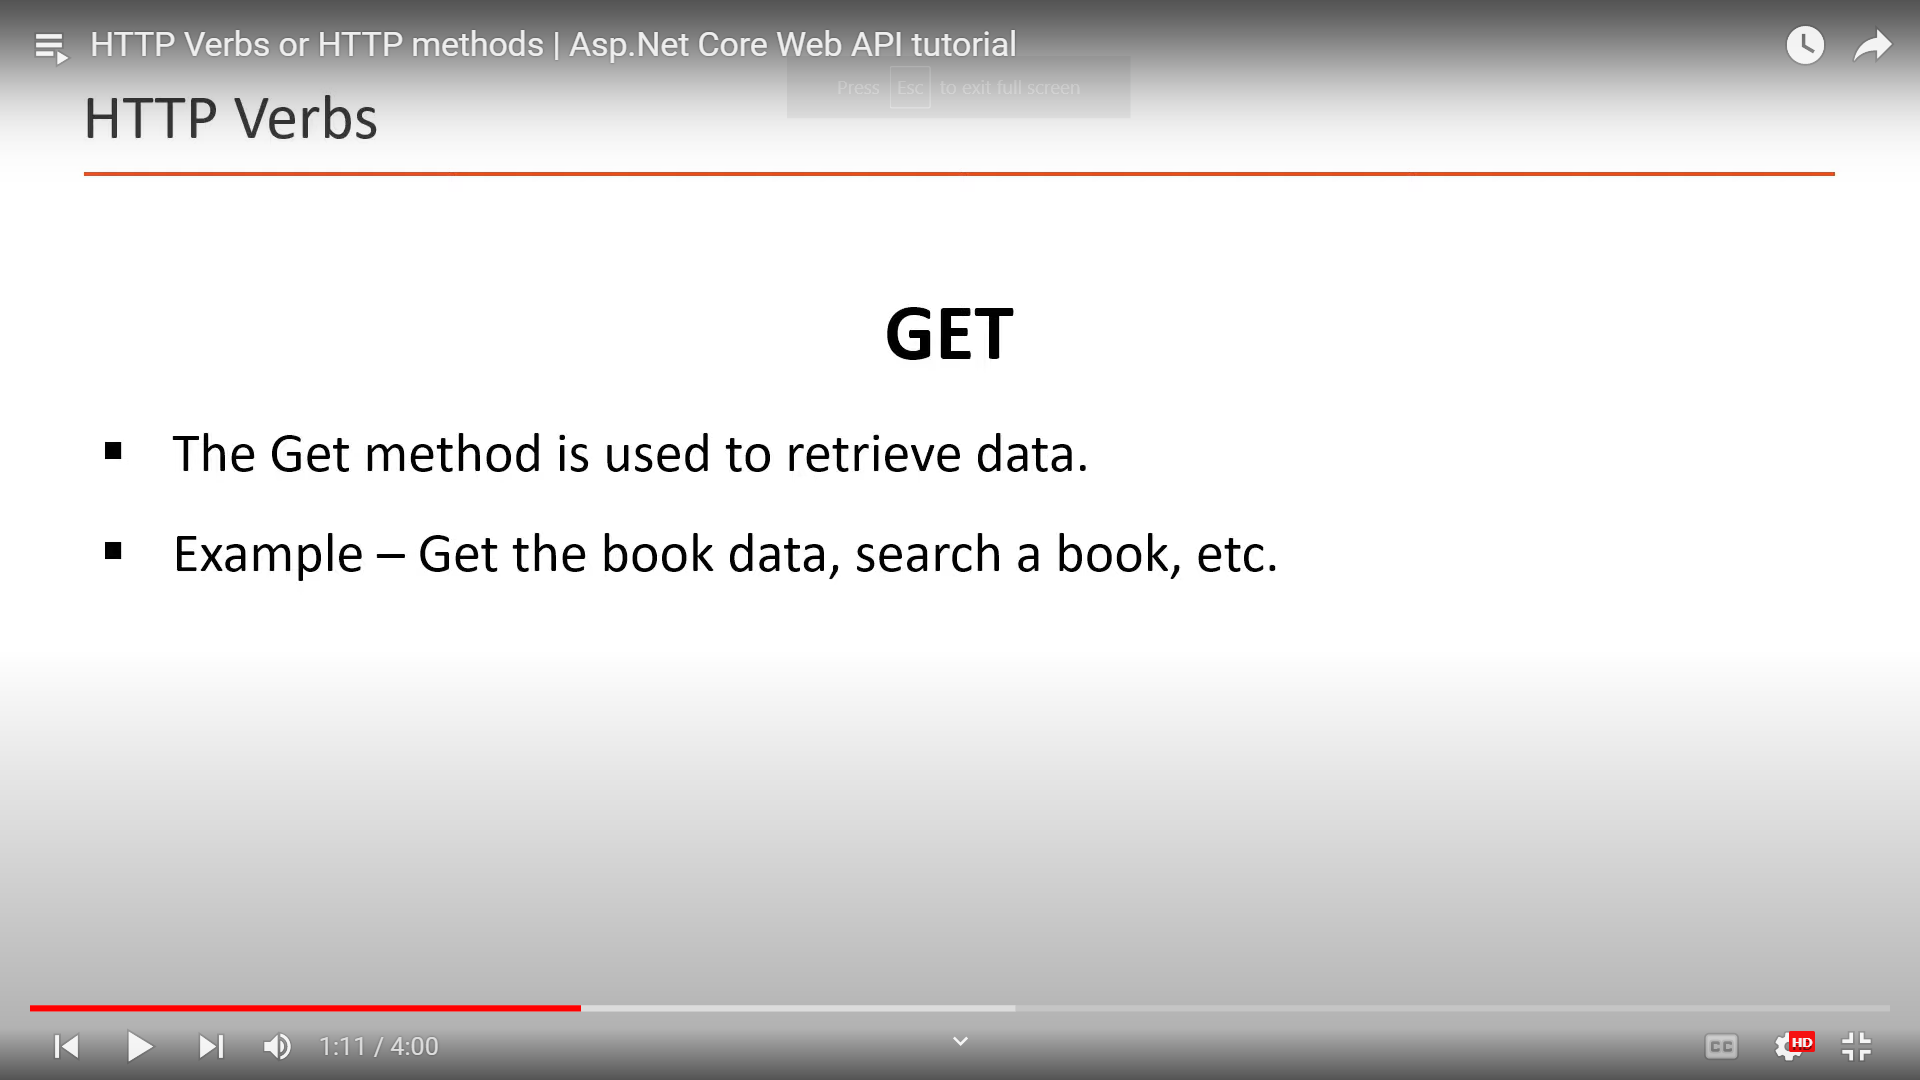 HTTP Verbs or HTTP methods | Asp.Net Core Web API tutorial
Press Esc to exit full screen
HTTP Verbs
GET
▪ The Get method is used to retrieve data.
▪ Example – Get the book data, search a book, etc.
1:11 / 4:00
CC
HD